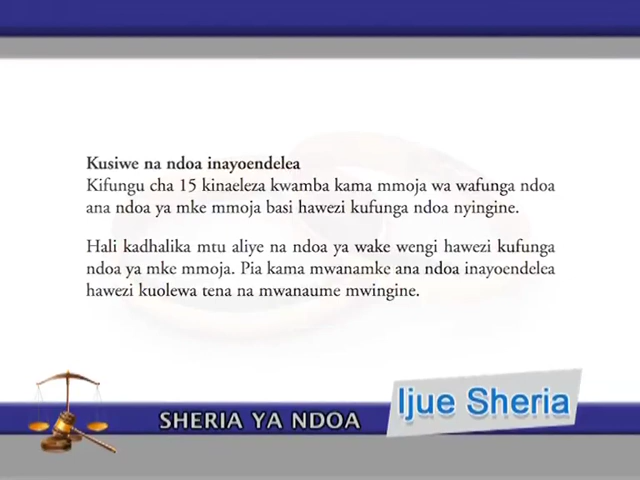 Kusiwe na ndoa inayoendelea
Kifungu cha 15 kinaeleza kwamba kama mmoja wa wafunga ndoa
ana ndoa ya mke mmoja basi hawezi kufunga ndoa nyingine.
Hali kadhalika mtu aliye na ndoa ya wake wengi hawezi kufunga
ndoa ya mke mmoja. Pia kama mwanamke ana ndoa inayoendelea
hawezi kuolewa tena na mwanaume mwingine.
Ijue Sheria
SHERIA YA NDOA